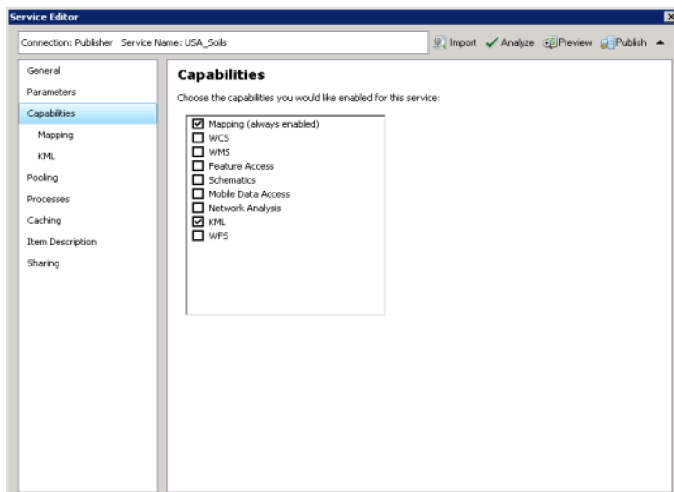 Service Editor
Connection: Publisher Service Name: USA_Soils
Import Analyze Preview Publish
General
Parameters
Capabilities
Mapping
KML
Pooling
Processes
Caching
Item Description
Sharing
Capabilities
Choose the capabilities you would like enabled for this service:
Mapping (always enabled)
WCS
WMS
Feature Access
Schematics
Mobile Data Access
Network Analysis
KML
WFS